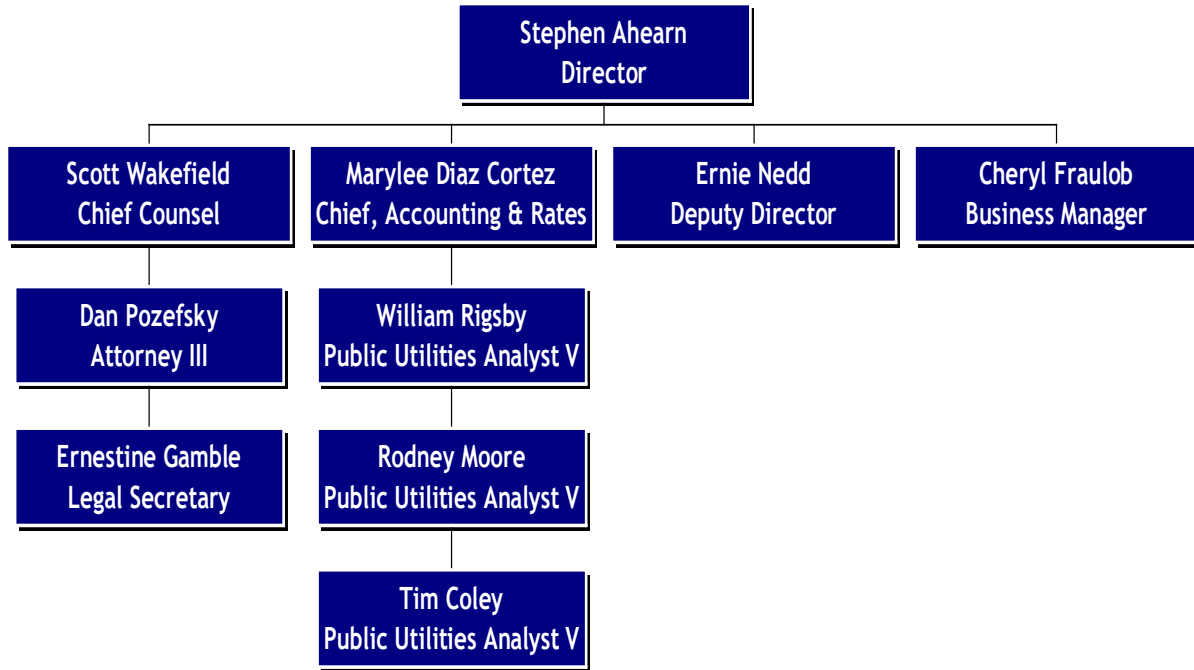 Stephen Ahearn
Director
Scott Wakefield
Chief Counsel
Marylee Diaz Cortez
Chief, Accounting & Rates
Ernie Nedd
Deputy Director
Cheryl Fraulob
Business Manager
Dan Pozefsky
Attorney III
William Rigsby
Public Utilities Analyst V
Ernestine Gamble
Legal Secretary
Rodney Moore
Public Utilities Analyst V
Tim Coley
Public Utilities Analyst V